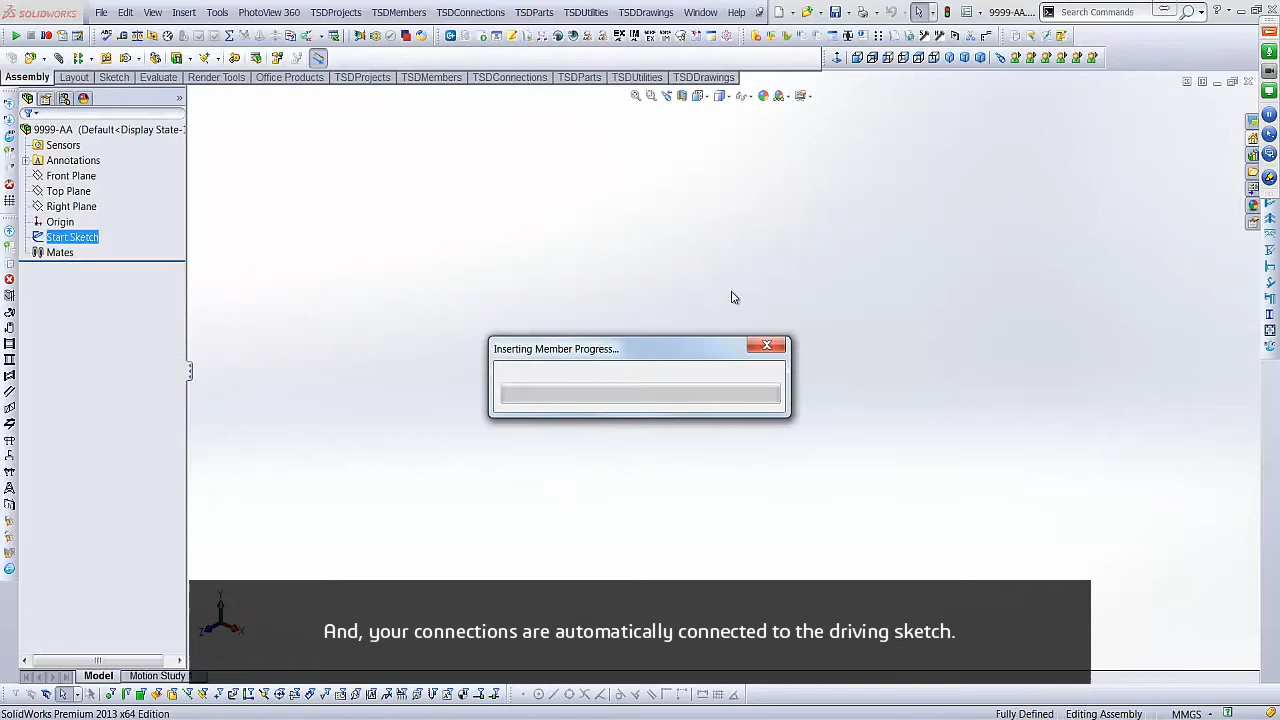 SOLIDWORKS
File Edit View Insert Tools PhotoView 360 TSDProjects TSDMembers TSDConnections TSDParts TSDUtilities TSDDrawings Window Help
9999-AA....
Search Commands
Assembly Layout Sketch Evaluate Render Tools Office Products TSDProjects TSDMembers TSDConnections TSDParts TSDUtilities TSDDrawings
9999-AA (Default<Display State-1
Sensors
Annotations
Front Plane
Top Plane
Right Plane
Origin
Start Sketch
Mates
Inserting Member Progress...
And, your connections are automatically connected to the driving sketch.
Y
Z
X
Model Motion Study
SolidWorks Premium 2013 x64 Edition
Fully Defined Editing Assembly MMGS